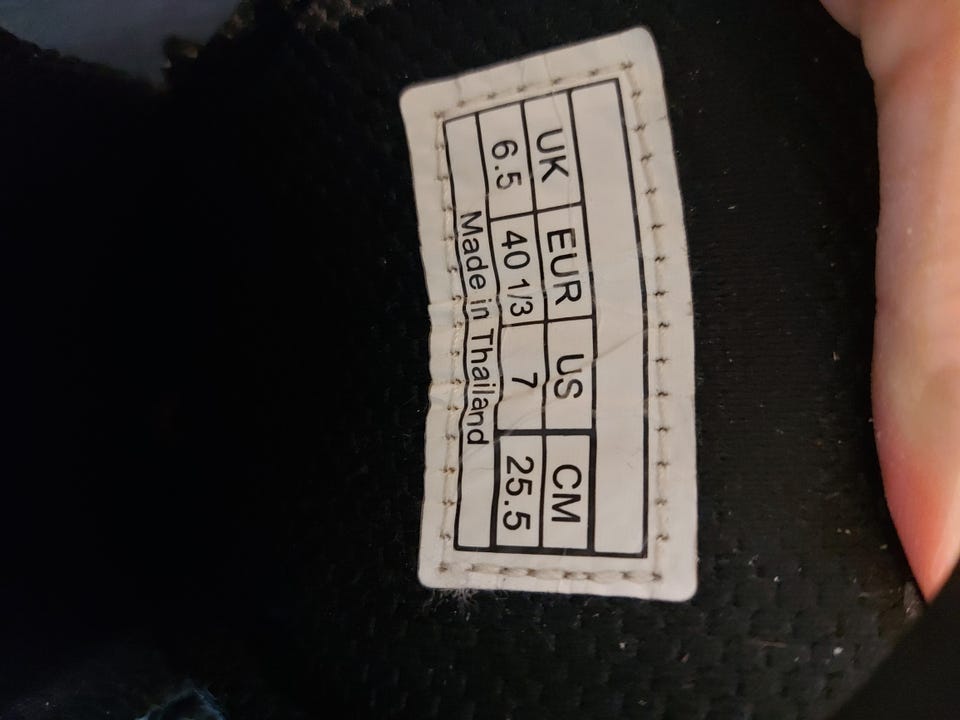 UK EUR US CM
6.5 40 1/3 7 25.5
Made in Thailand